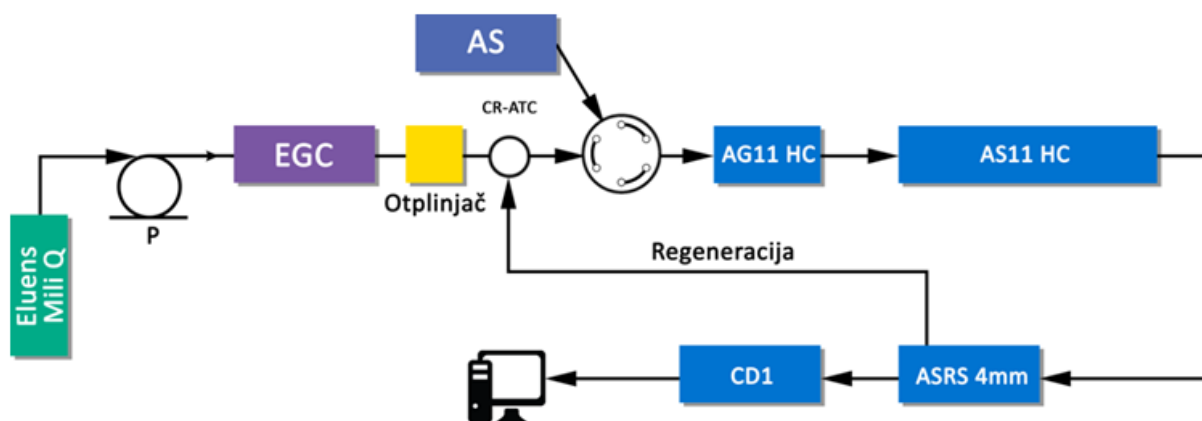 AS
CR-ATC
EGC
AG11 HC
AS11 HC
Otplinjač
P
Eluens
Mili Q
Regeneracija
CD1
ASRS 4mm